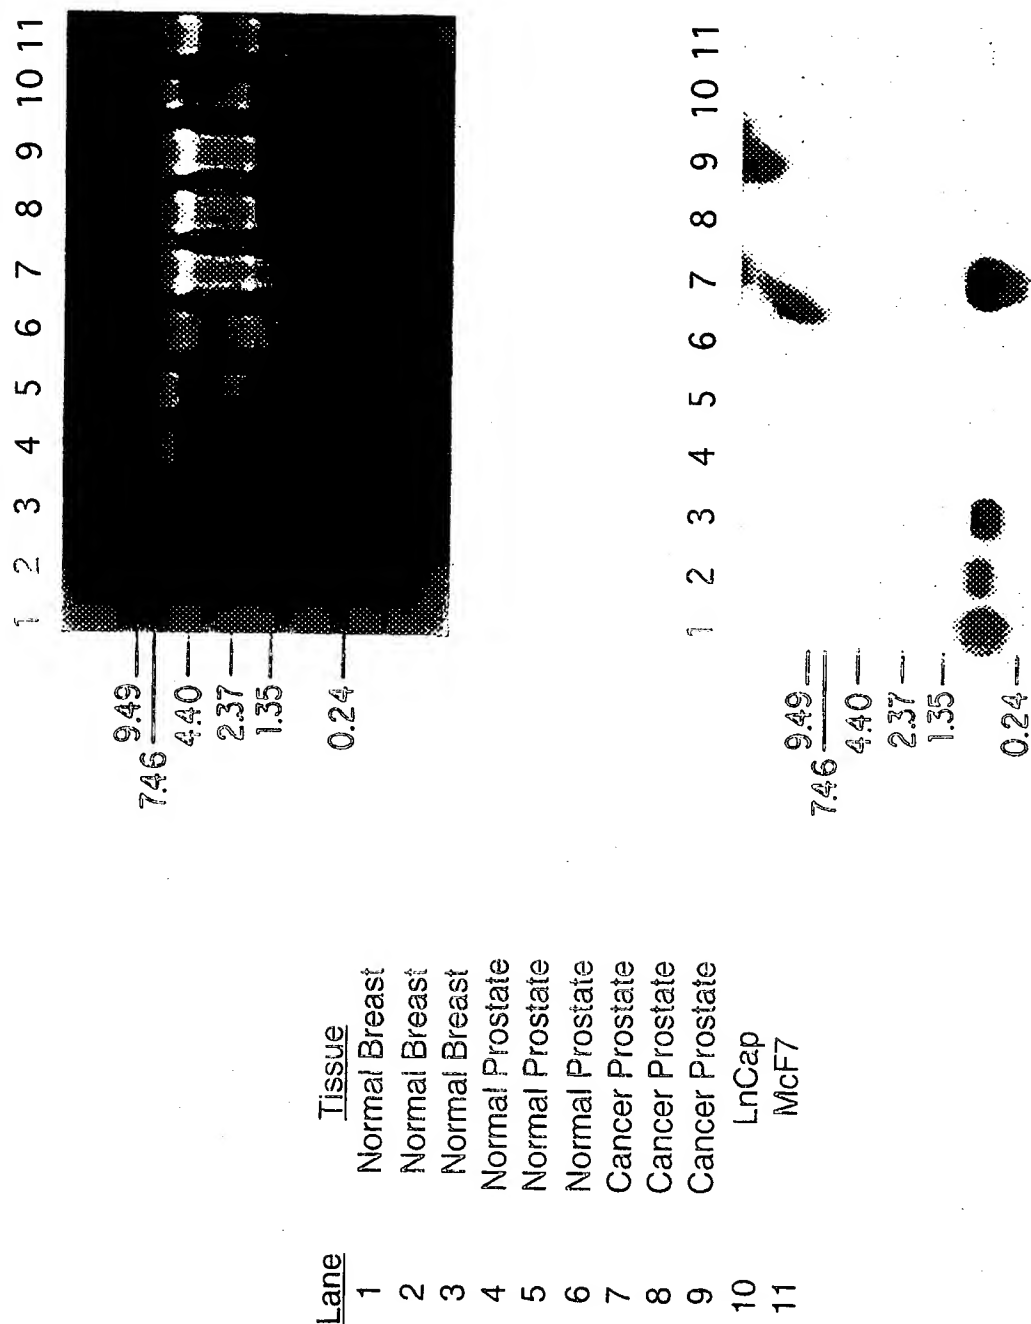 1 2 3 4 5 6 7 8 9 10 11
9.49
7.46
4.40
2.37
1.35
0.24
1 2 3 4 5 6 7 8 9 10 11
9.49
7.46
4.40
2.37
1.35
0.24
Lane Tissue
1 Normal Breast
2 Normal Breast
3 Normal Breast
4 Normal Prostate
5 Normal Prostate
6 Normal Prostate
7 Cancer Prostate
8 Cancer Prostate
9 Cancer Prostate
10 LnCap
11 McF7